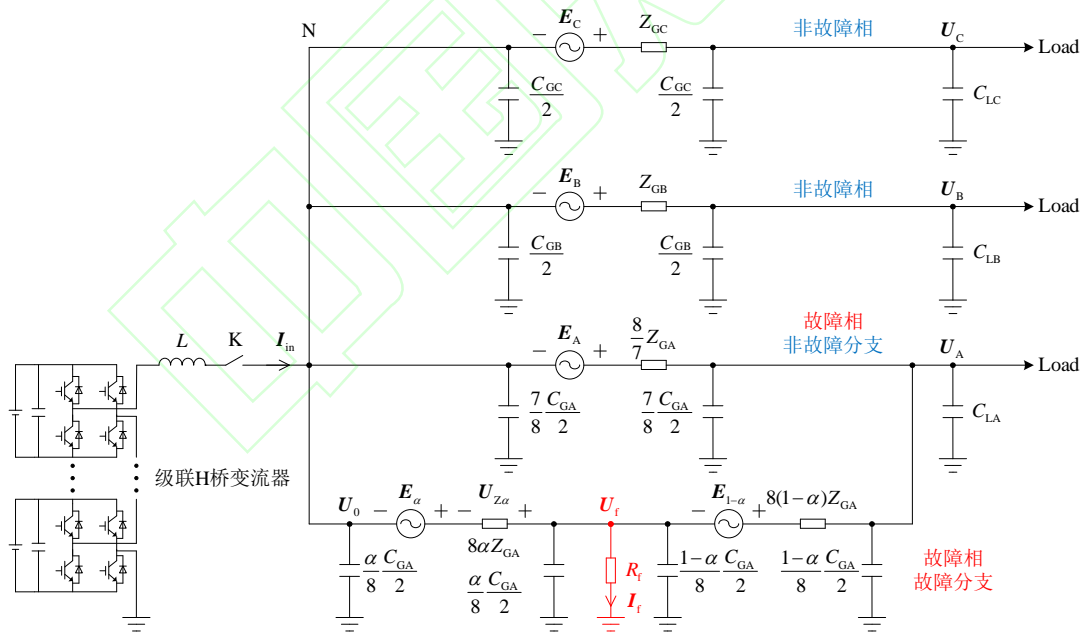 N
E_C
− +
Z_GC
非故障相
U_C
Load
C_GC/2
C_GC/2
C_LC
E_B
− +
Z_GB
非故障相
U_B
Load
C_GB/2
C_GB/2
C_LB
故障相
非故障分支
L
K
I_in
E_A
− +
8/7 Z_GA
U_A
Load
7/8 C_GA/2
7/8 C_GA/2
C_LA
级联H桥变流器
U_0
− E_α +
− U_Zα +
8αZ_GA
U_f
− E_1−α +
8(1−α)Z_GA
α/8 C_GA/2
α/8 C_GA/2
R_f
I_f
1−α/8 C_GA/2
1−α/8 C_GA/2
故障相
故障分支